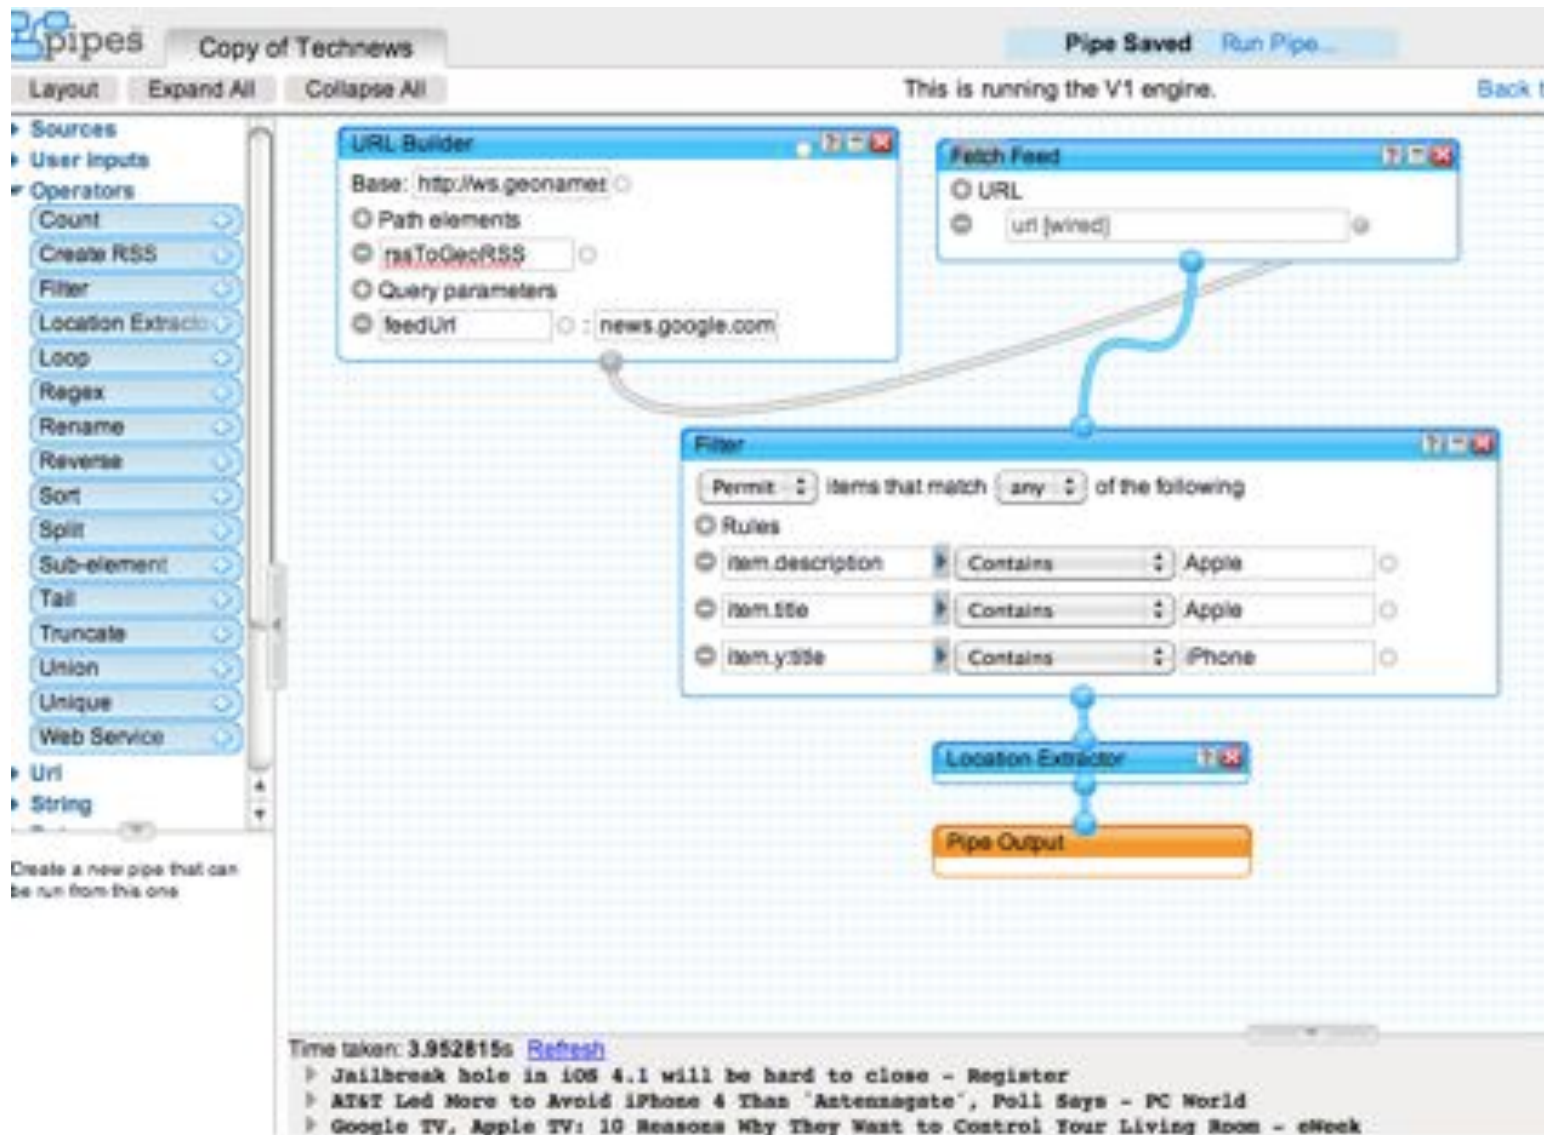 pipes
Copy of Technews
Pipe Saved Run Pipe...
Layout Expand All Collapse All
This is running the V1 engine.
Back t
Sources
User inputs
Operators
Count
Create RSS
Filter
Location Extracto
Loop
Regex
Rename
Reverse
Sort
Split
Sub-element
Tail
Truncate
Union
Unique
Web Service
Url
String
Create a new pipe that can
be run from this one
URL Builder
Base: http://ws.geonames
Path elements
rssToGeoRSS
Query parameters
feedUrl : news.google.com
Fetch Feed
URL
url [wired]
Filter
Permit items that match any of the following
Rules
item.description Contains Apple
item.title Contains Apple
item.y:title Contains iPhone
Location Extractor
Pipe Output
Time taken: 3.952815s Refresh
Jailbreak hole in iOS 4.1 will be hard to close - Register
AT&T Led More to Avoid iPhone 4 Than 'Antennagate', Poll Says - PC World
Google TV, Apple TV: 10 Reasons Why They Want to Control Your Living Room - eWeek